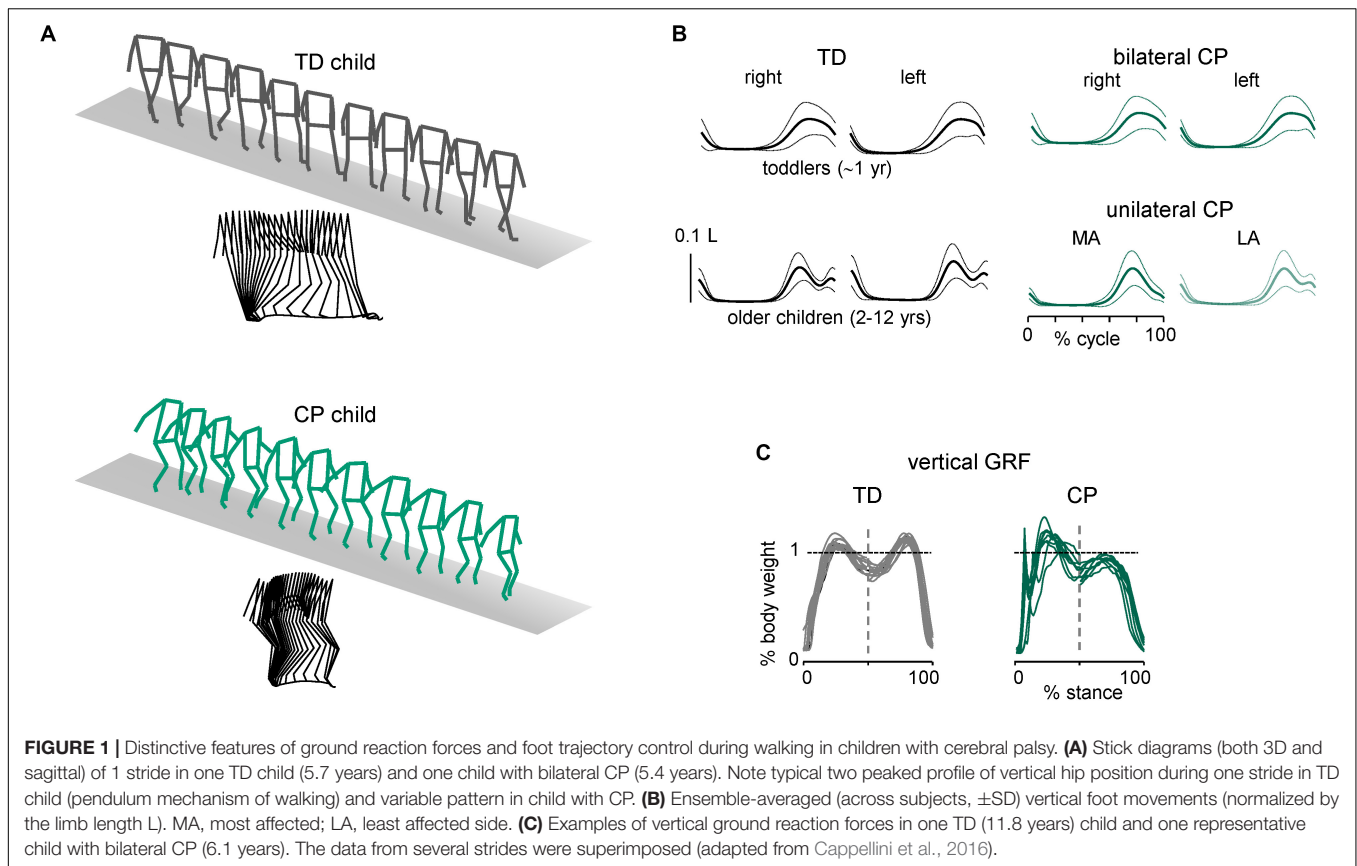 A
TD child
CP child
B
TD
right
left
toddlers (~1 yr)
0.1 L
older children (2-12 yrs)
bilateral CP
right
left
unilateral CP
MA
LA
0
% cycle
100
C
vertical GRF
TD
CP
% body weight
1
0
0
100
1
0
100
% stance
FIGURE 1 | Distinctive features of ground reaction forces and foot trajectory control during walking in children with cerebral palsy. (A) Stick diagrams (both 3D and
sagittal) of 1 stride in one TD child (5.7 years) and one child with bilateral CP (5.4 years). Note typical two peaked profile of vertical hip position during one stride in TD
child (pendulum mechanism of walking) and variable pattern in child with CP. (B) Ensemble-averaged (across subjects, ±SD) vertical foot movements (normalized by
the limb length L). MA, most affected; LA, least affected side. (C) Examples of vertical ground reaction forces in one TD (11.8 years) child and one representative
child with bilateral CP (6.1 years). The data from several strides were superimposed (adapted from Cappellini et al., 2016).